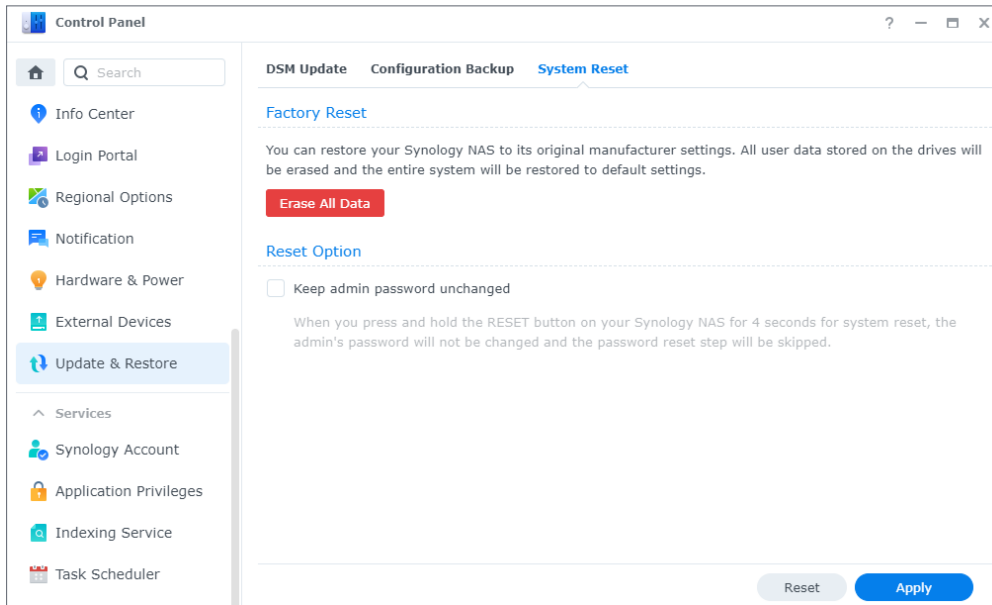 Control Panel
?
Search
Info Center
Login Portal
Regional Options
Notification
Hardware & Power
External Devices
Update & Restore
Services
Synology Account
Application Privileges
Indexing Service
Task Scheduler
DSM Update Configuration Backup System Reset
Factory Reset
You can restore your Synology NAS to its original manufacturer settings. All user data stored on the drives will
be erased and the entire system will be restored to default settings.
Erase All Data
Reset Option
Keep admin password unchanged
When you press and hold the RESET button on your Synology NAS for 4 seconds for system reset, the
admin's password will not be changed and the password reset step will be skipped.
Reset Apply